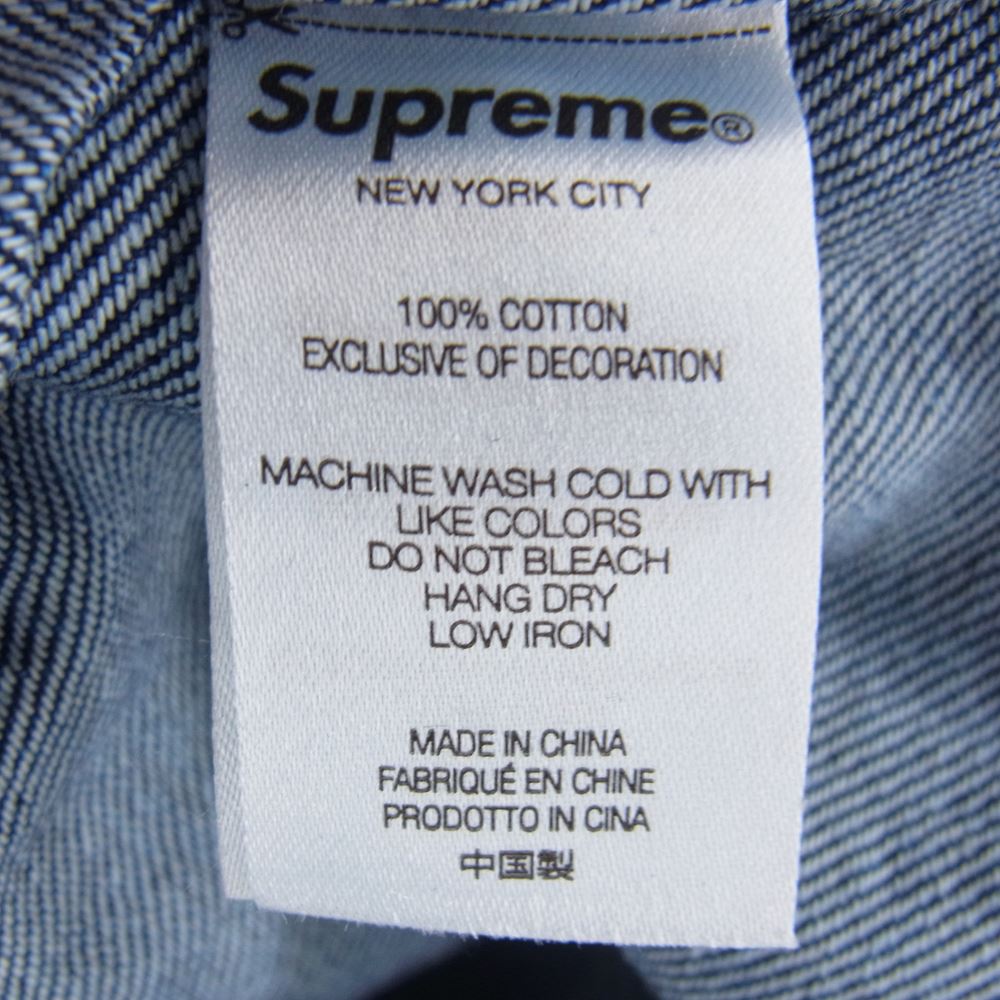 Supreme®
NEW YORK CITY
100% COTTON
EXCLUSIVE OF DECORATION
MACHINE WASH COLD WITH
LIKE COLORS
DO NOT BLEACH
HANG DRY
LOW IRON
MADE IN CHINA
FABRIQUÉ EN CHINE
PRODOTTO IN CINA
中国製